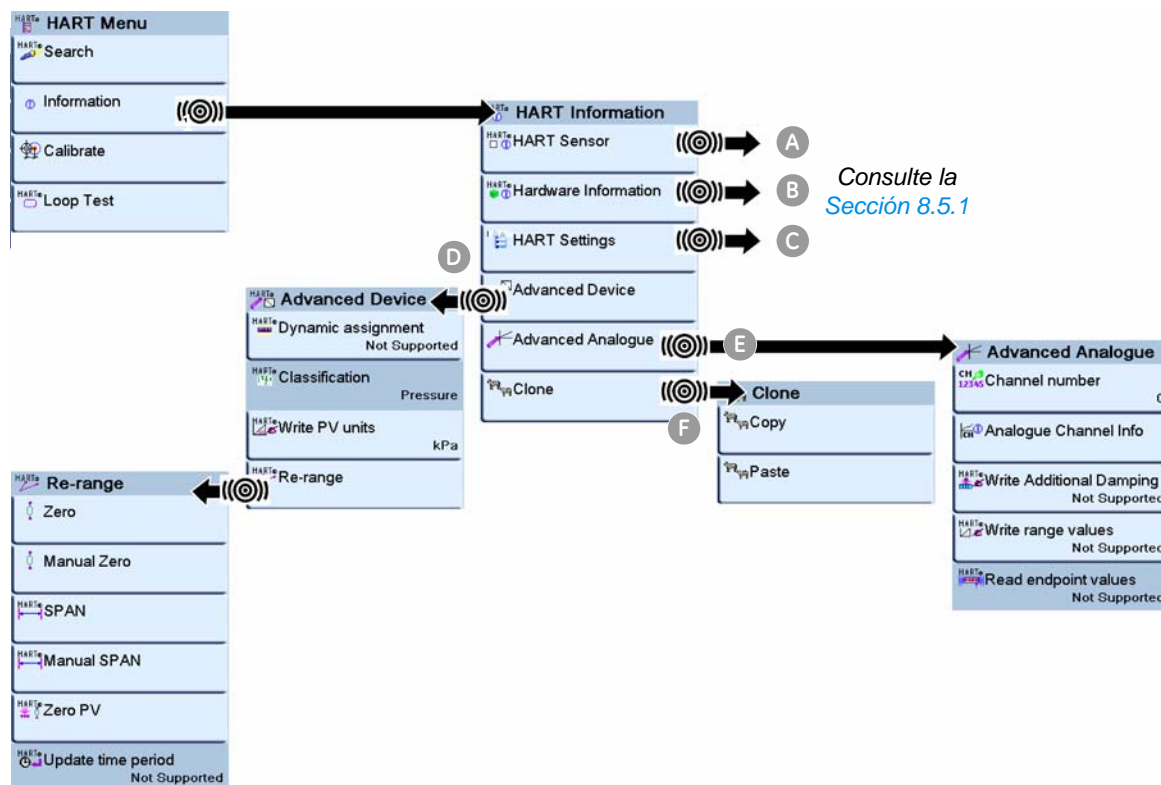 HART Menu
Search
Information
Calibrate
Loop Test
HART Information
HART Sensor
A
Hardware Information
B
Consulte la
Sección 8.5.1
HART Settings
C
D
Advanced Device
Advanced Analogue
E
Clone
F
Advanced Device
Dynamic assignment
Not Supported
Classification
Pressure
Write PV units
kPa
Re-range
Clone
Copy
Paste
Advanced Analogue
Channel number
Analogue Channel Info
Write Additional Damping
Not Supported
Write range values
Not Supported
Read endpoint values
Not Supported
Re-range
Zero
Manual Zero
SPAN
Manual SPAN
Zero PV
Update time period
Not Supported